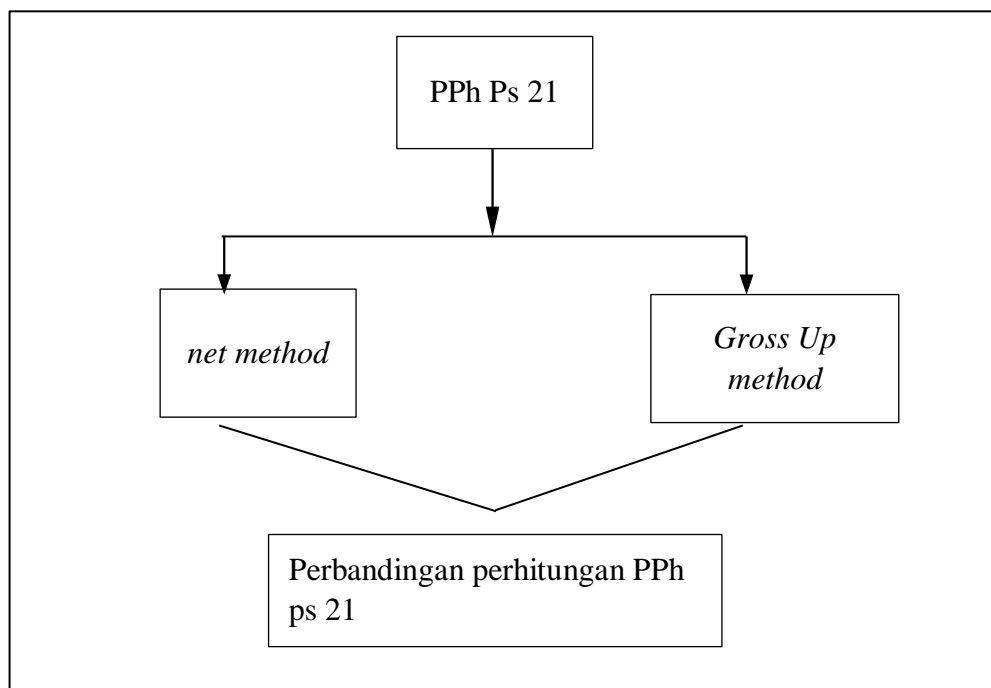 PPh Ps 21
net method
Gross Up
method
Perbandingan perhitungan PPh
ps 21